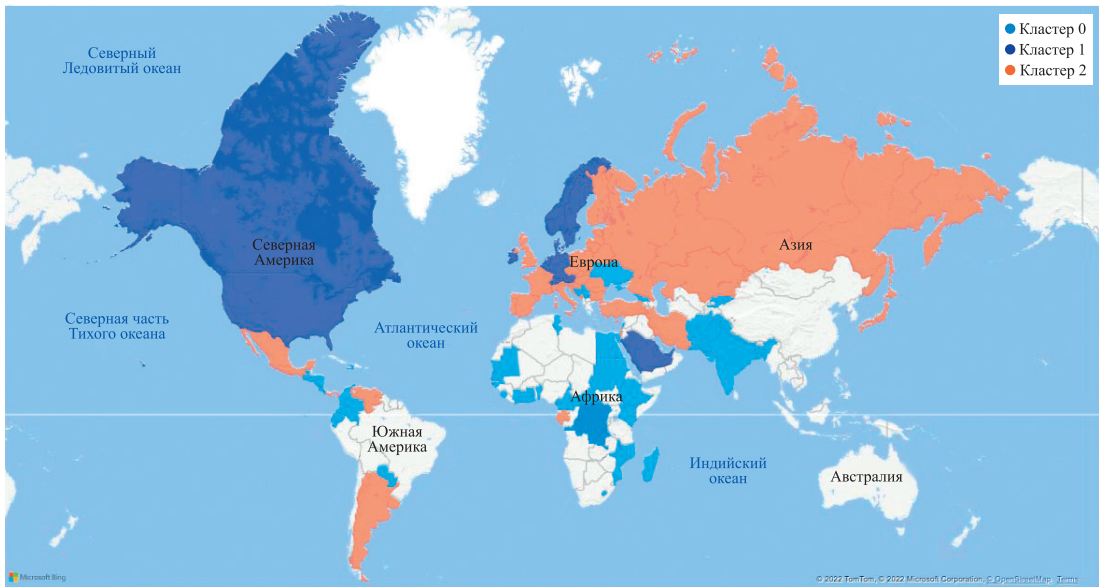 Северный
Ледовитый океан
Кластер 0
Кластер 1
Кластер 2
Северная
Америка
Европа
Азия
Северная часть
Тихого океана
Атлантический
океан
Африка
Южная
Америка
Индийский
океан
Австралия
Microsoft Bing
© 2022 TomTom, © 2022 Microsoft Corporation, © OpenStreetMap Terms